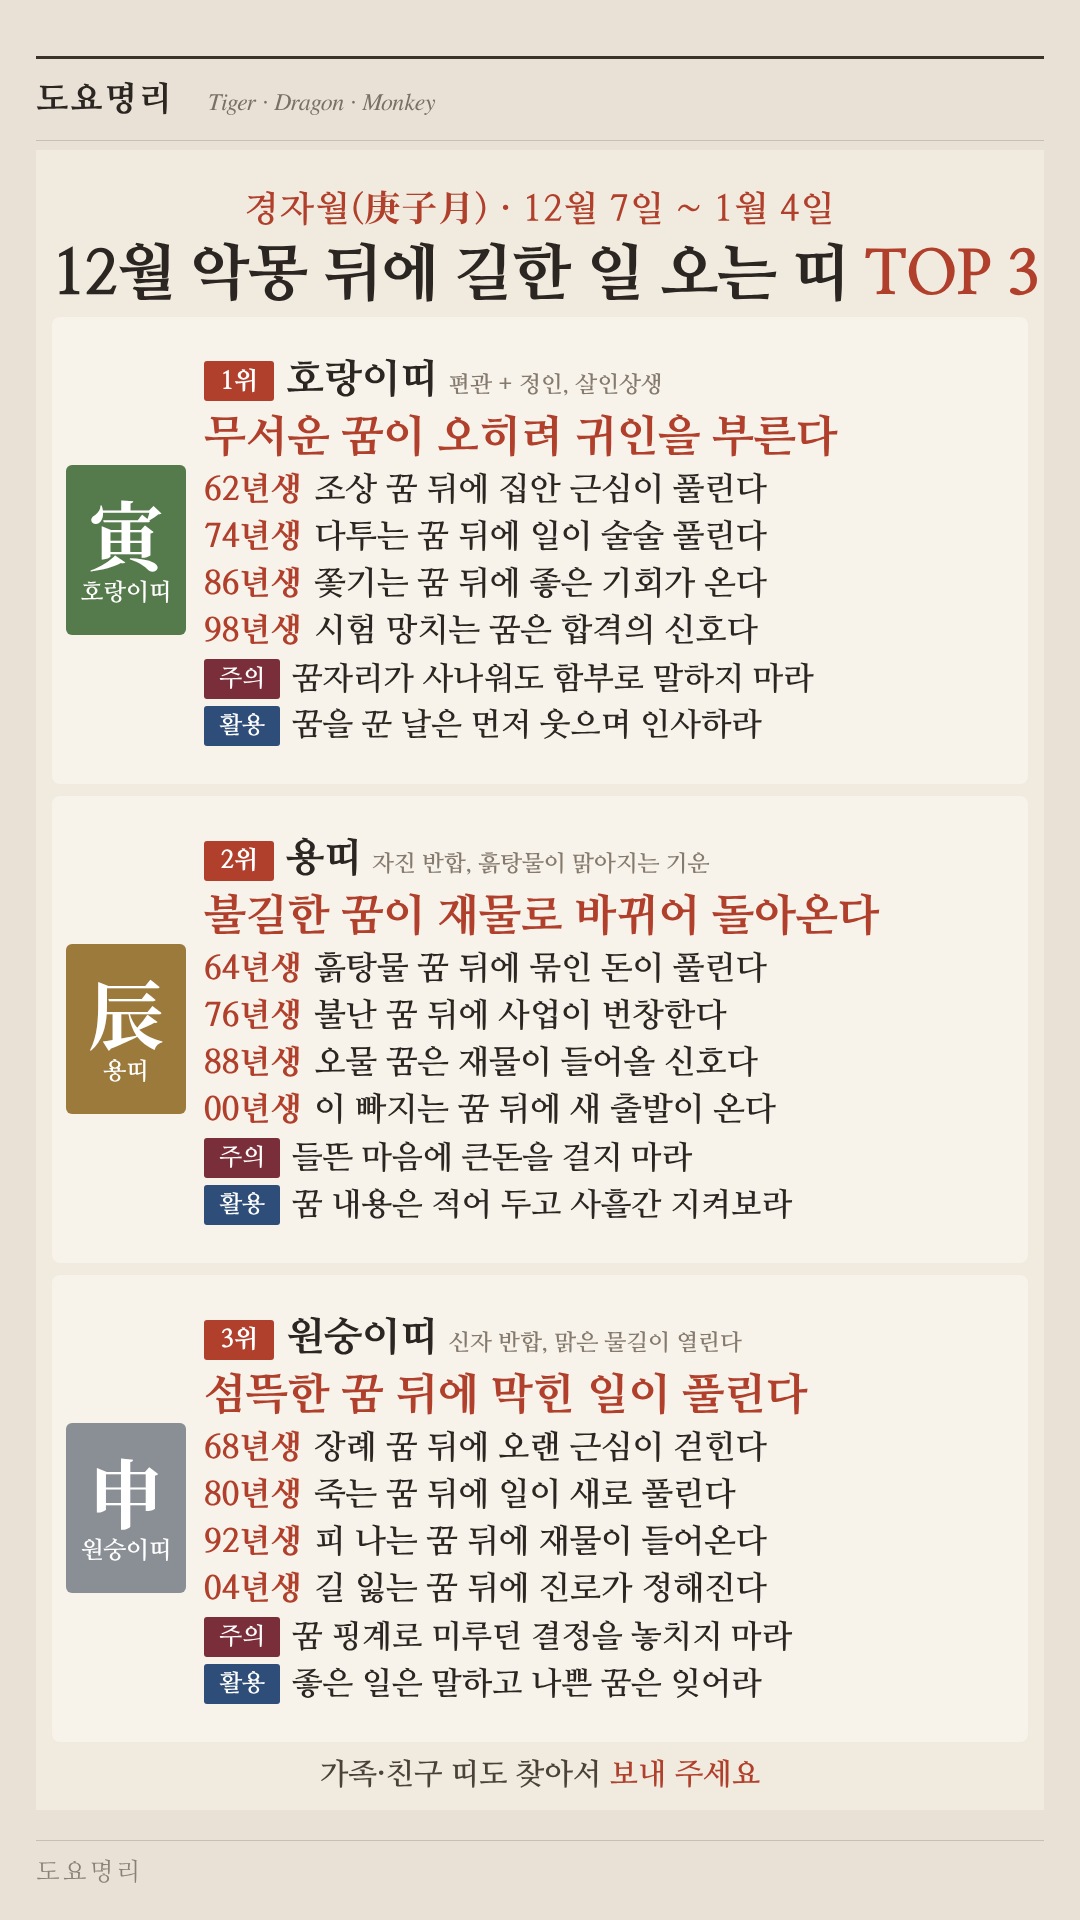 도요명리 Tiger · Dragon · Monkey
경자월(庚子月) · 12월 7일 ~ 1월 4일
12월 악몽 뒤에 길한 일 오는 띠 TOP 3
寅
호랑이띠
1위 호랑이띠 편관 + 정인, 살인상생
무서운 꿈이 오히려 귀인을 부른다
62년생 조상 꿈 뒤에 집안 근심이 풀린다
74년생 다투는 꿈 뒤에 일이 술술 풀린다
86년생 쫓기는 꿈 뒤에 좋은 기회가 온다
98년생 시험 망치는 꿈은 합격의 신호다
주의 꿈자리가 사나워도 함부로 말하지 마라
활용 꿈을 꾼 날은 먼저 웃으며 인사하라
辰
용띠
2위 용띠 자진 반합, 흙탕물이 맑아지는 기운
불길한 꿈이 재물로 바뀌어 돌아온다
64년생 흙탕물 꿈 뒤에 묶인 돈이 풀린다
76년생 불난 꿈 뒤에 사업이 번창한다
88년생 오물 꿈은 재물이 들어올 신호다
00년생 이 빠지는 꿈 뒤에 새 출발이 온다
주의 들뜬 마음에 큰돈을 걸지 마라
활용 꿈 내용은 적어 두고 사흘간 지켜보라
申
원숭이띠
3위 원숭이띠 신자 반합, 맑은 물길이 열린다
섬뜩한 꿈 뒤에 막힌 일이 풀린다
68년생 장례 꿈 뒤에 오랜 근심이 걷힌다
80년생 죽는 꿈 뒤에 일이 새로 풀린다
92년생 피 나는 꿈 뒤에 재물이 들어온다
04년생 길 잃는 꿈 뒤에 진로가 정해진다
주의 꿈 핑계로 미루던 결정을 놓치지 마라
활용 좋은 일은 말하고 나쁜 꿈은 잊어라
가족·친구 띠도 찾아서 보내 주세요
도요명리